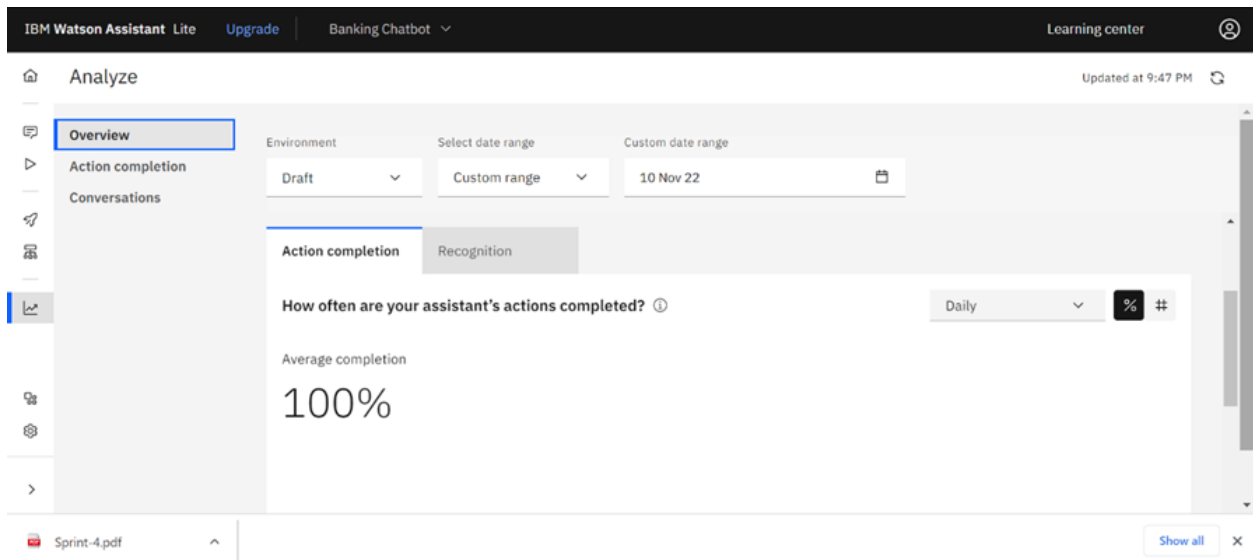 IBM Watson Assistant Lite Upgrade Banking Chatbot Learning center
Analyze Updated at 9:47 PM
Overview
Action completion
Conversations
Environment Select date range Custom date range
Draft Custom range 10 Nov 22
Action completion Recognition
How often are your assistant's actions completed? Daily % #
Average completion
100%
Sprint-4.pdf Show all